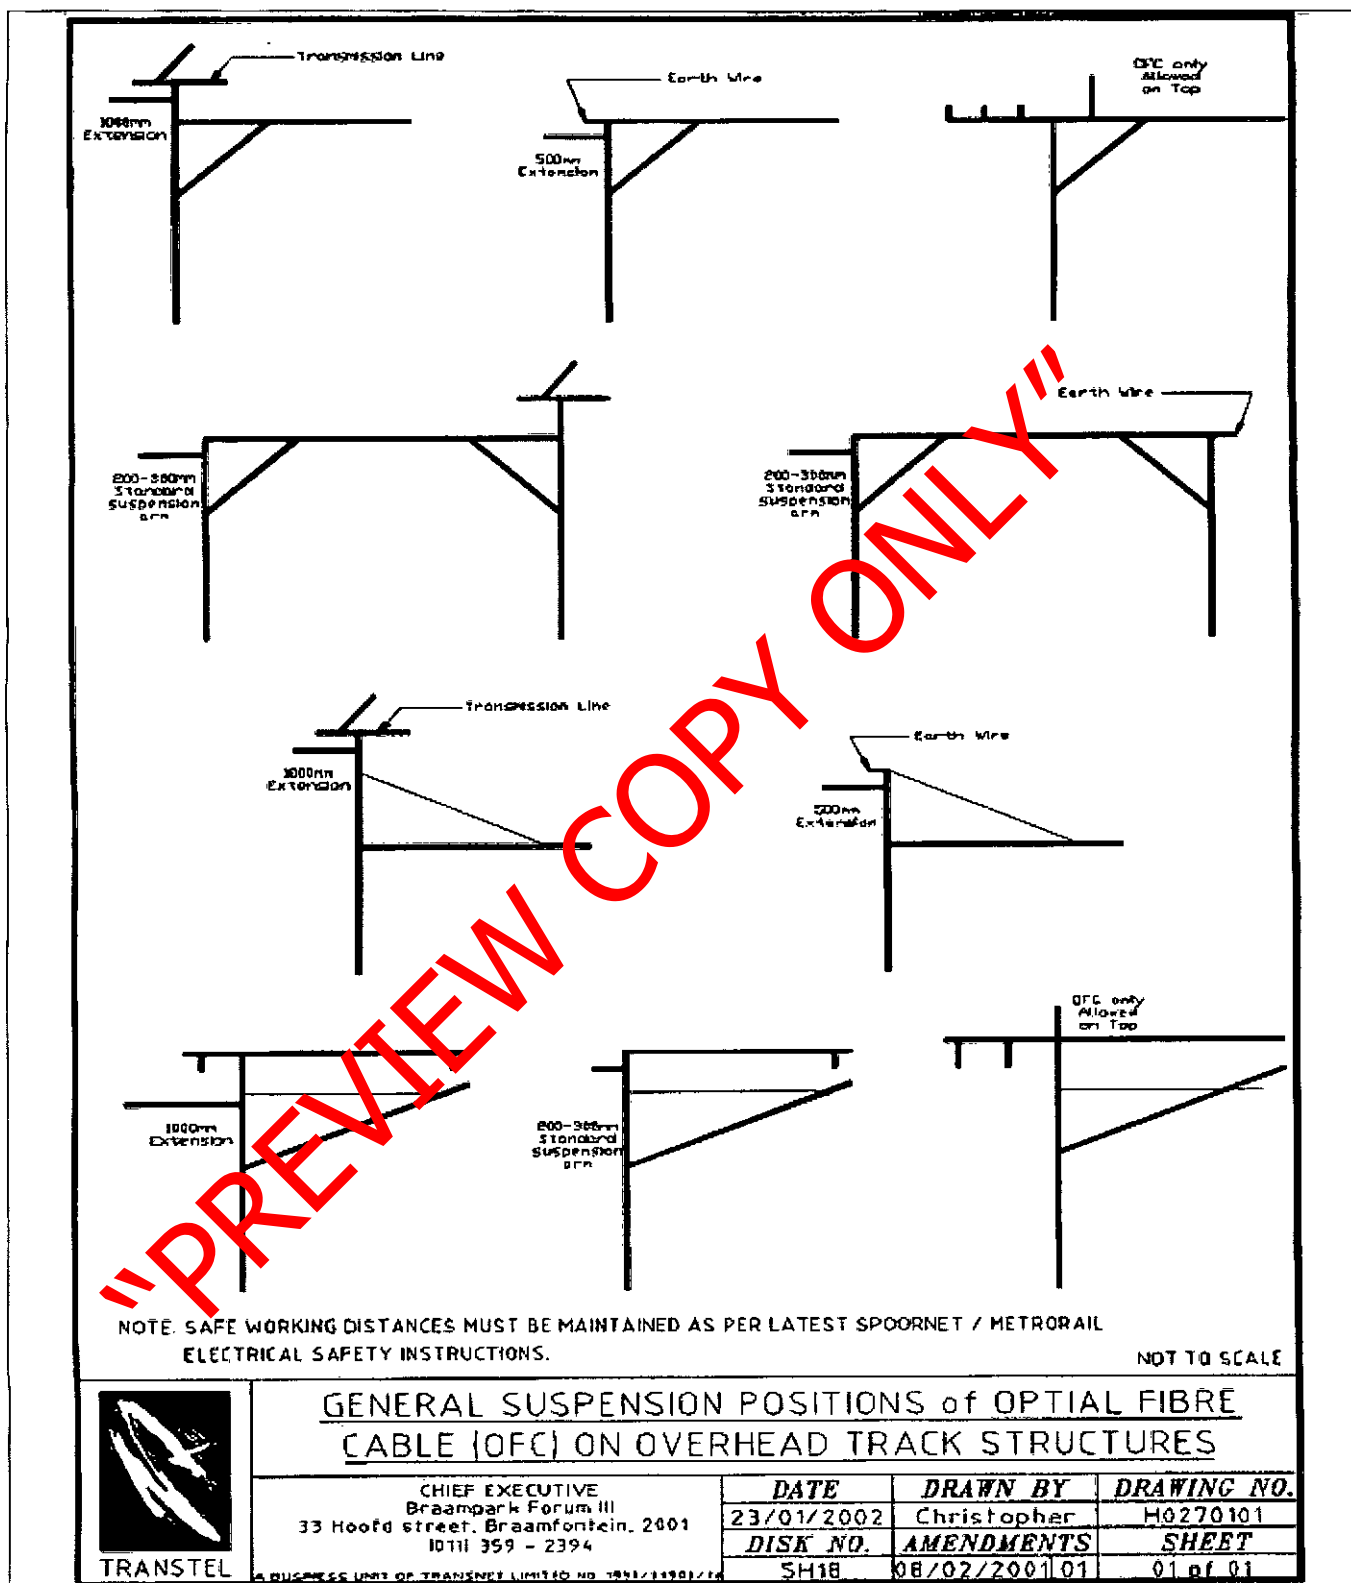 Transmission Line
1000mm
Extension
Earth Wire
500mm
Extension
OFC only
Allowed
on Top
200-300mm
Standard
Suspension
arm
Earth Wire
200-300mm
Standard
Suspension
arm
Transmission Line
1000mm
Extension
Earth Wire
500mm
Extension
1000mm
Extension
200-300mm
Standard
Suspension
arm
OFC only
Allowed
on Top
"PREVIEW COPY ONLY"
NOTE. SAFE WORKING DISTANCES MUST BE MAINTAINED AS PER LATEST SPOORNET / METRORAIL
ELECTRICAL SAFETY INSTRUCTIONS.
NOT TO SCALE
TRANSTEL
GENERAL SUSPENSION POSITIONS of OPTIAL FIBRE
CABLE (OFC) ON OVERHEAD TRACK STRUCTURES
CHIEF EXECUTIVE
Braampark Forum III
33 Hoofd street, Braamfontein, 2001
(011) 359 - 2394
A BUSINESS UNIT OF TRANSNET LIMITED NO
DATE DRAWN BY DRAWING NO.
23/01/2002 Christopher H0270101
DISK NO. AMENDMENTS SHEET
SH18 08/02/2001 01 01 of 01